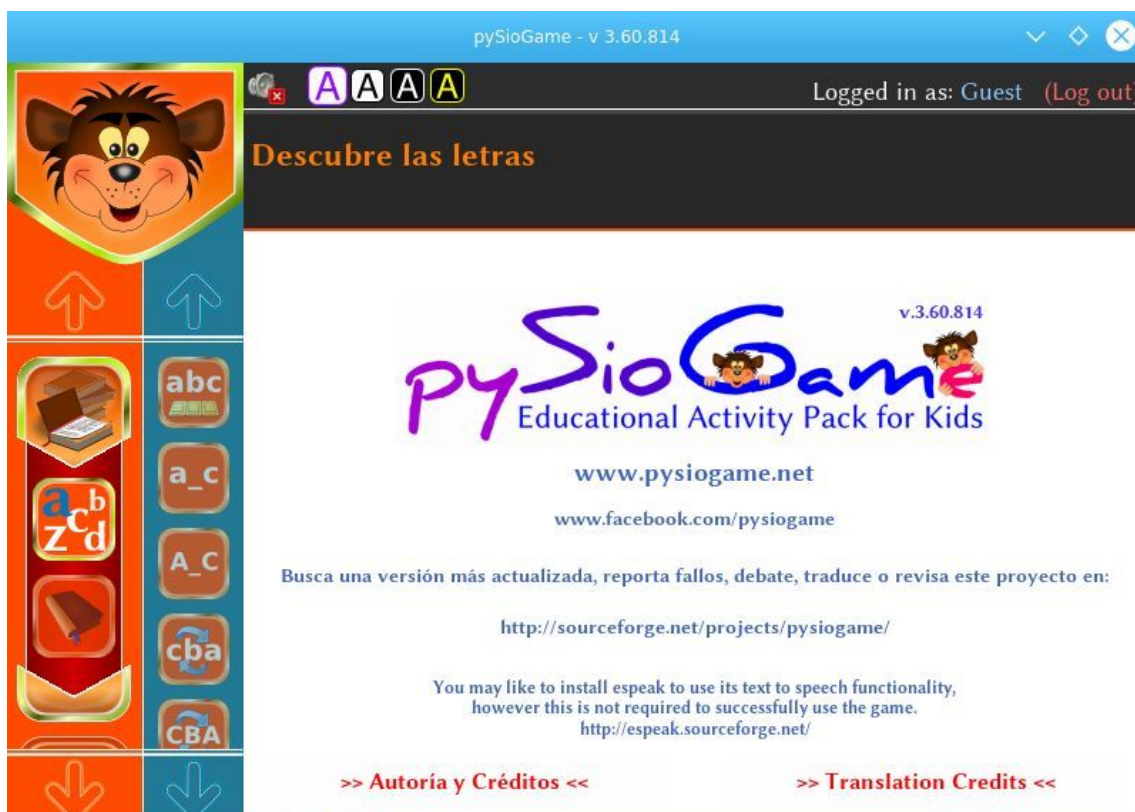 pySioGame - v 3.60.814
A A A A
Logged in as: Guest (Log out)
Descubre las letras
abc
a_c
A_C
cba
CBA
a b c z d
v.3.60.814
pySioGame
Educational Activity Pack for Kids
www.pysiogame.net
www.facebook.com/pysiogame
Busca una versión más actualizada, reporta fallos, debate, traduce o revisa este proyecto en:
http://sourceforge.net/projects/pysiogame/
You may like to install espeak to use its text to speech functionality,
however this is not required to successfully use the game.
http://espeak.sourceforge.net/
>> Autoría y Créditos <<
>> Translation Credits <<